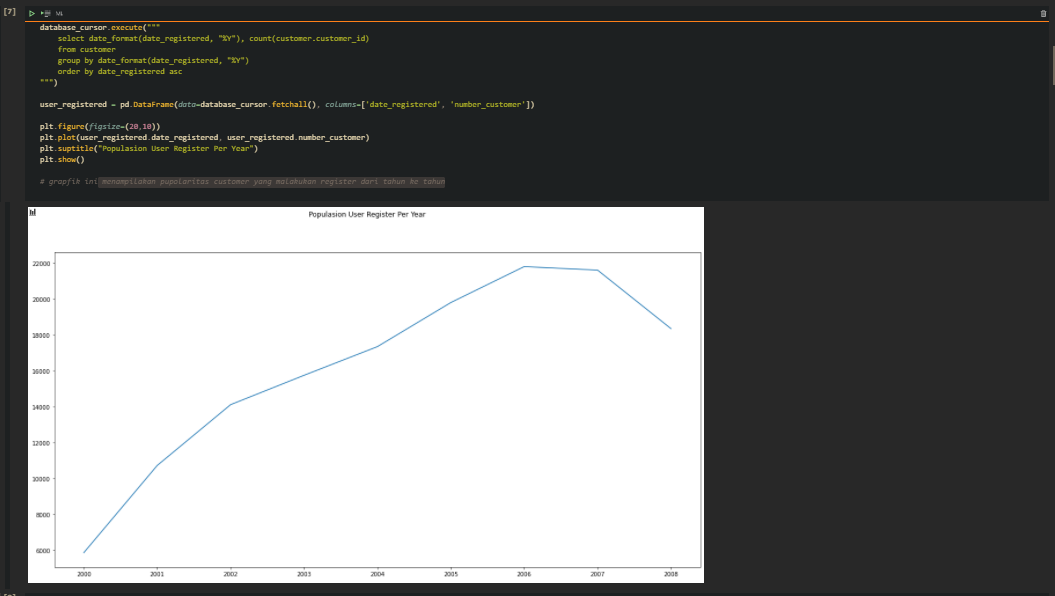 [7]
database_cursor.execute("""
select date_format(date_registered, "%Y"), count(customer.customer_id)
from customer
group by date_format(date_registered, "%Y")
order by date_registered asc
""")
user_registered = pd.DataFrame(data=database_cursor.fetchall(), columns=['date_registered', 'number_customer'])
plt.figure(figsize=(20,10))
plt.plot(user_registered.date_registered, user_registered.number_customer)
plt.suptitle("Populasion User Register Per Year")
plt.show()
# grapfik ini menampilakan pupolaritas customer yang malakukan register dari tahun ke tahun
Populasion User Register Per Year
22000
20000
18000
16000
14000
12000
10000
8000
6000
2000 2001 2002 2003 2004 2005 2006 2007 2008